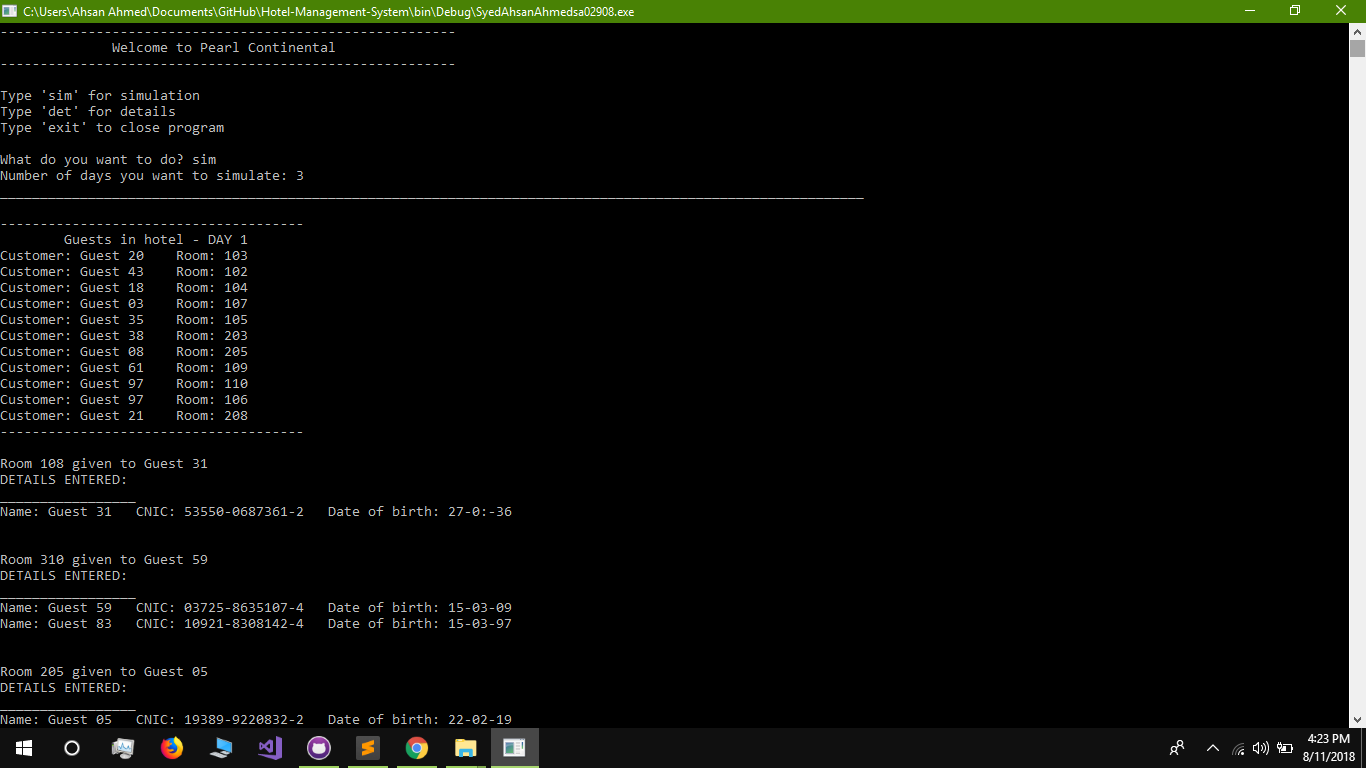 C:\Users\Ahsan Ahmed\Documents\GitHub\Hotel-Management-System\bin\Debug\SyedAhsanAhmedsa02908.exe
---------------------------------------------------------
Welcome to Pearl Continental
---------------------------------------------------------
Type 'sim' for simulation
Type 'det' for details
Type 'exit' to close program
What do you want to do? sim
Number of days you want to simulate: 3
____________________________________________________________________________________________________________
--------------------------------------
Guests in hotel - DAY 1
Customer: Guest 20    Room: 103
Customer: Guest 43    Room: 102
Customer: Guest 18    Room: 104
Customer: Guest 03    Room: 107
Customer: Guest 35    Room: 105
Customer: Guest 38    Room: 203
Customer: Guest 08    Room: 205
Customer: Guest 61    Room: 109
Customer: Guest 97    Room: 110
Customer: Guest 97    Room: 106
Customer: Guest 21    Room: 208
--------------------------------------
Room 108 given to Guest 31
DETAILS ENTERED:
_________________
Name: Guest 31   CNIC: 53550-0687361-2   Date of birth: 27-0:-36
Room 310 given to Guest 59
DETAILS ENTERED:
_________________
Name: Guest 59   CNIC: 03725-8635107-4   Date of birth: 15-03-09
Name: Guest 83   CNIC: 10921-8308142-4   Date of birth: 15-03-97
Room 205 given to Guest 05
DETAILS ENTERED:
_________________
Name: Guest 05   CNIC: 19389-9220832-2   Date of birth: 22-02-19
4:23 PM
8/11/2018